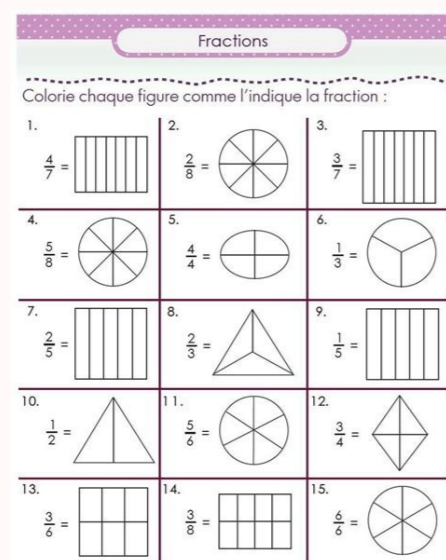 Fractions
Colorie chaque figure comme l'indique la fraction :
1. 4/7 =
2. 2/8 =
3. 3/7 =
4. 5/8 =
5. 4/4 =
6. 1/3 =
7. 2/5 =
8. 2/3 =
9. 1/5 =
10. 1/2 =
11. 5/6 =
12. 3/4 =
13. 3/6 =
14. 3/8 =
15. 6/6 =